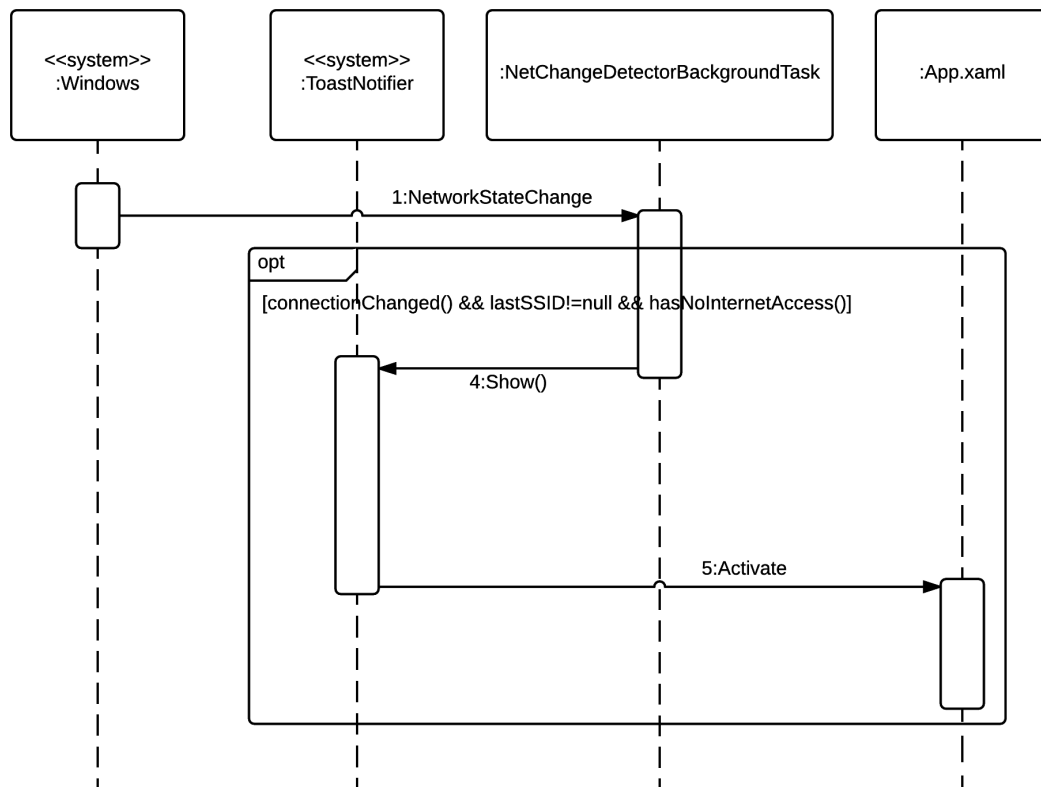 <<system>>
:Windows
<<system>>
:ToastNotifier
:NetChangeDetectorBackgroundTask
:App.xaml
1:NetworkStateChange
opt
[connectionChanged() && lastSSID!=null && hasNoInternetAccess()]
4:Show()
5:Activate